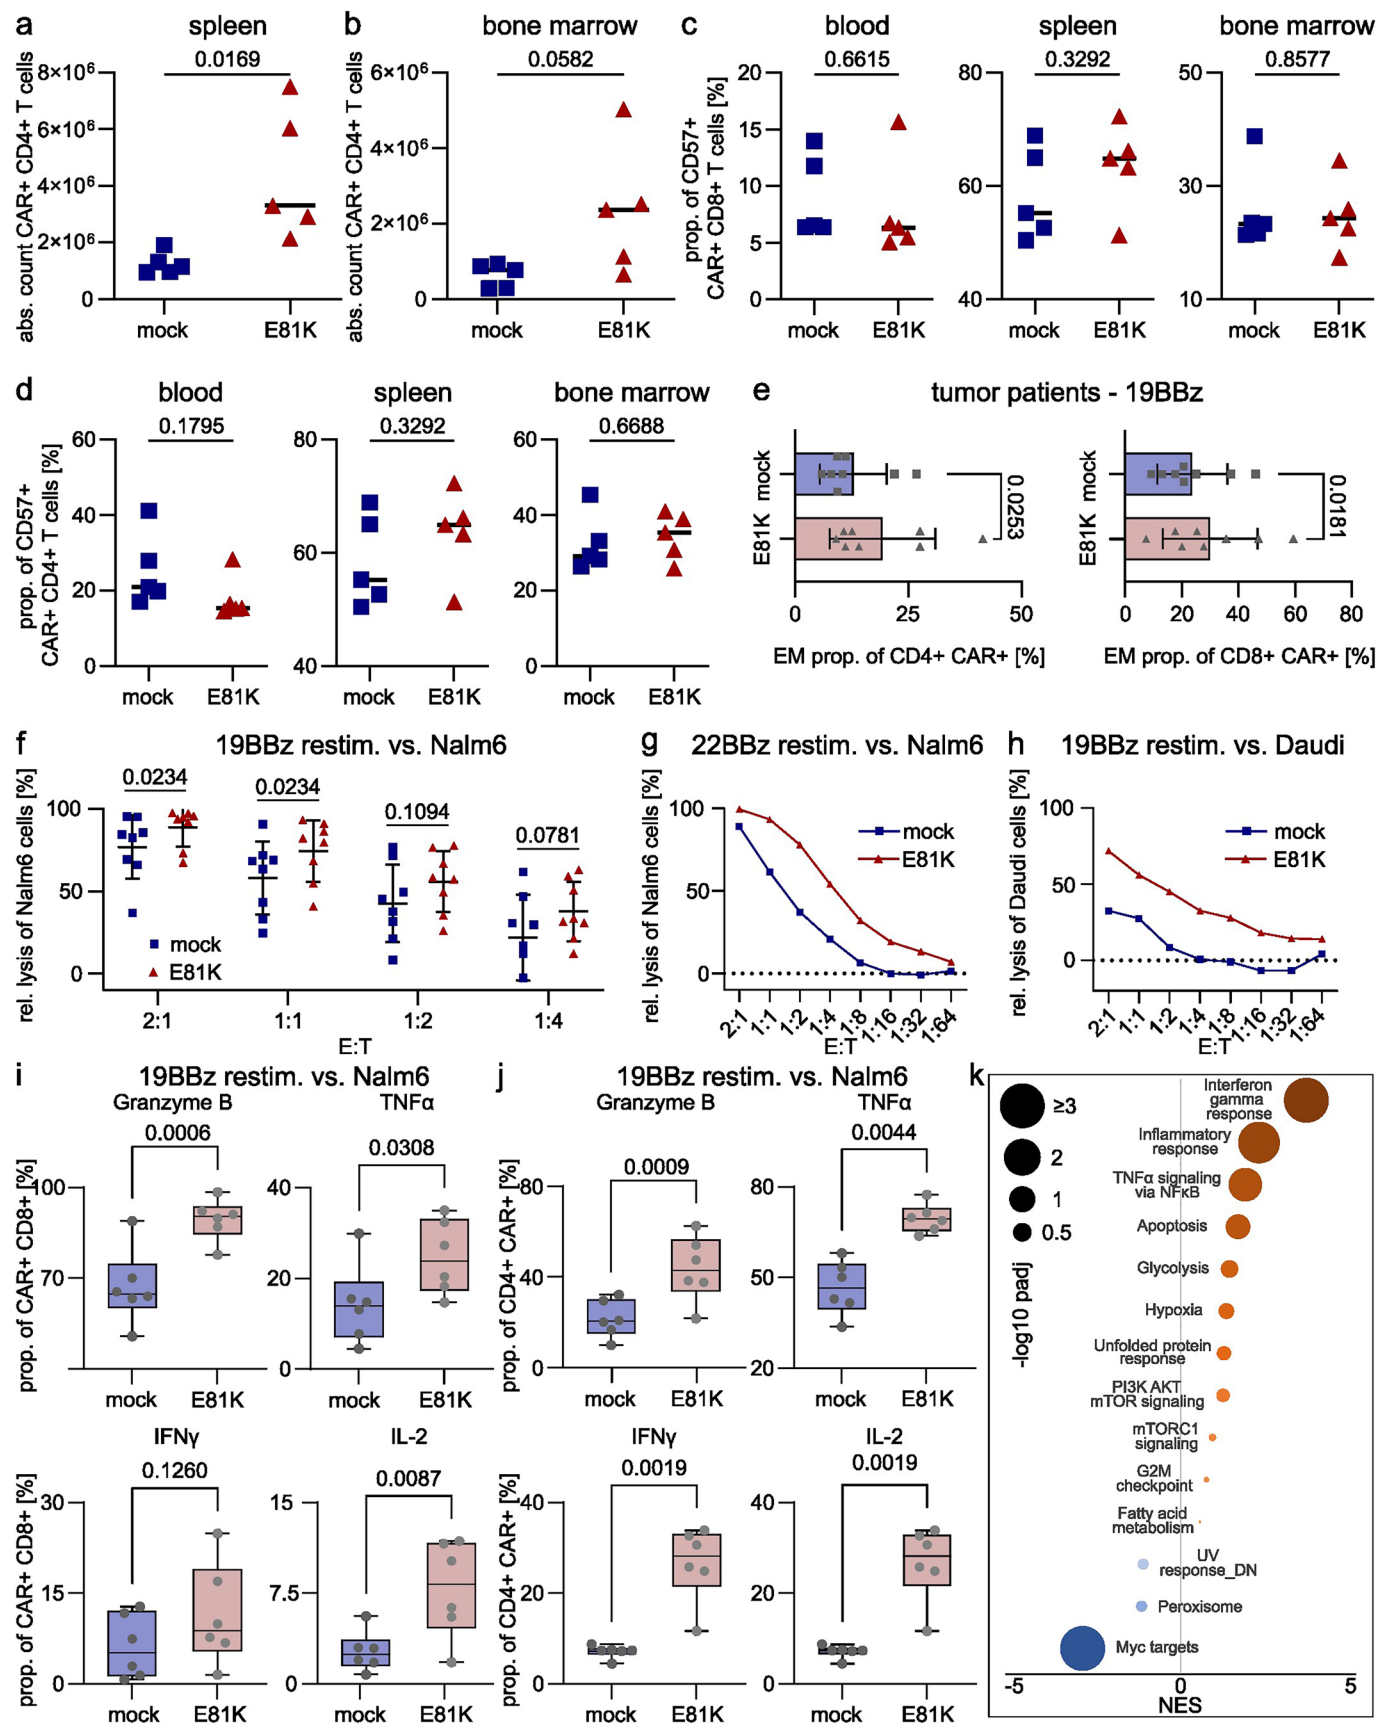 a
spleen
0.0169
abs. count CAR+ CD4+ T cells
8×10⁶
6×10⁶
4×10⁶
2×10⁶
0
mock
E81K
b
bone marrow
0.0582
abs. count CAR+ CD4+ T cells
6×10⁶
4×10⁶
2×10⁶
0
mock
E81K
c
blood
0.6615
prop. of CD57+
CAR+ CD8+ T cells [%]
20
15
10
5
0
mock
E81K
spleen
0.3292
80
60
40
mock
E81K
bone marrow
0.8577
50
30
10
mock
E81K
d
blood
0.1795
prop. of CD57+
CAR+ CD4+ T cells [%]
60
40
20
0
mock
E81K
spleen
0.3292
80
60
40
mock
E81K
bone marrow
0.6688
60
40
20
0
mock
E81K
e
tumor patients - 19BBz
mock
E81K
0.0253
0
25
50
EM prop. of CD4+ CAR+ [%]
mock
E81K
0.0181
0
20
40
60
80
EM prop. of CD8+ CAR+ [%]
f
19BBz restim. vs. Nalm6
rel. lysis of Nalm6 cells [%]
0.0234
0.0234
0.1094
0.0781
100
50
0
mock
E81K
2:1
1:1
1:2
1:4
E:T
g
22BBz restim. vs. Nalm6
rel. lysis of Nalm6 cells [%]
100
50
0
mock
E81K
2:1
1:1
1:2
1:4
1:8
1:16
1:32
1:64
E:T
h
19BBz restim. vs. Daudi
rel. lysis of Daudi cells [%]
100
50
0
mock
E81K
2:1
1:1
1:2
1:4
1:8
1:16
1:32
1:64
E:T
i
19BBz restim. vs. Nalm6
Granzyme B
0.0006
prop. of CAR+ CD8+ [%]
100
70
mock
E81K
TNFα
0.0308
40
20
0
mock
E81K
IFNγ
0.1260
prop. of CAR+ CD8+ [%]
30
15
0
mock
E81K
IL-2
0.0087
15
7.5
0
mock
E81K
j
19BBz restim. vs. Nalm6
Granzyme B
0.0009
prop. of CD4+ CAR+ [%]
80
40
0
mock
E81K
TNFα
0.0044
80
50
20
mock
E81K
IFNγ
0.0019
prop. of CD4+ CAR+ [%]
40
20
0
mock
E81K
IL-2
0.0019
40
20
0
mock
E81K
k
≥3
2
1
0.5
-log10 padj
Interferon
gamma
response
Inflammatory
response
TNFα signaling
via NFκB
Apoptosis
Glycolysis
Hypoxia
Unfolded protein
response
PI3K AKT
mTOR signaling
mTORC1
signaling
G2M
checkpoint
Fatty acid
metabolism
UV
response_DN
Peroxisome
Myc targets
-5
0
5
NES